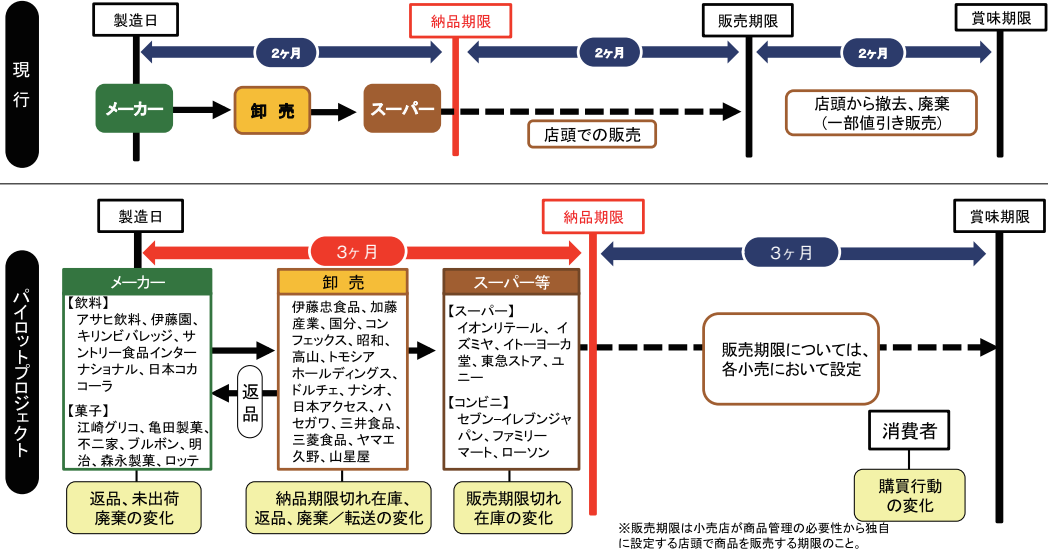 現行
製造日
納品期限
販売期限
賞味期限
2ヶ月
2ヶ月
2ヶ月
メーカー
卸 売
スーパー
店頭での販売
店頭から撤去、廃棄
(一部値引き販売)
パイロットプロジェクト
製造日
納品期限
賞味期限
3ヶ月
3ヶ月
メーカー
【飲料】
アサヒ飲料、伊藤園、
キリンビバレッジ、サ
ントリー食品インター
ナショナル、日本コカ
コーラ
【菓子】
江崎グリコ、亀田製菓、
不二家、ブルボン、明
治、森永製菓、ロッテ
返品
卸 売
伊藤忠食品、加藤
産業、国分、コン
フェックス、昭和、
高山、トモシア
ホールディングス、
ドルチェ、ナシオ、
日本アクセス、ハ
セガワ、三井食品、
三菱食品、ヤマエ
久野、山星屋
スーパー等
【スーパー】
イオンリテール、イ
ズミヤ、イトーヨーカ
堂、東急ストア、ユ
ニー
【コンビニ】
セブン−イレブンジャ
パン、ファミリー
マート、ローソン
販売期限については、
各小売において設定
消費者
返品、未出荷
廃棄の変化
納品期限切れ在庫、
返品、廃棄／転送の変化
販売期限切れ
在庫の変化
購買行動
の変化
※販売期限は小売店が商品管理の必要性から独自
に設定する店頭で商品を販売する期限のこと。